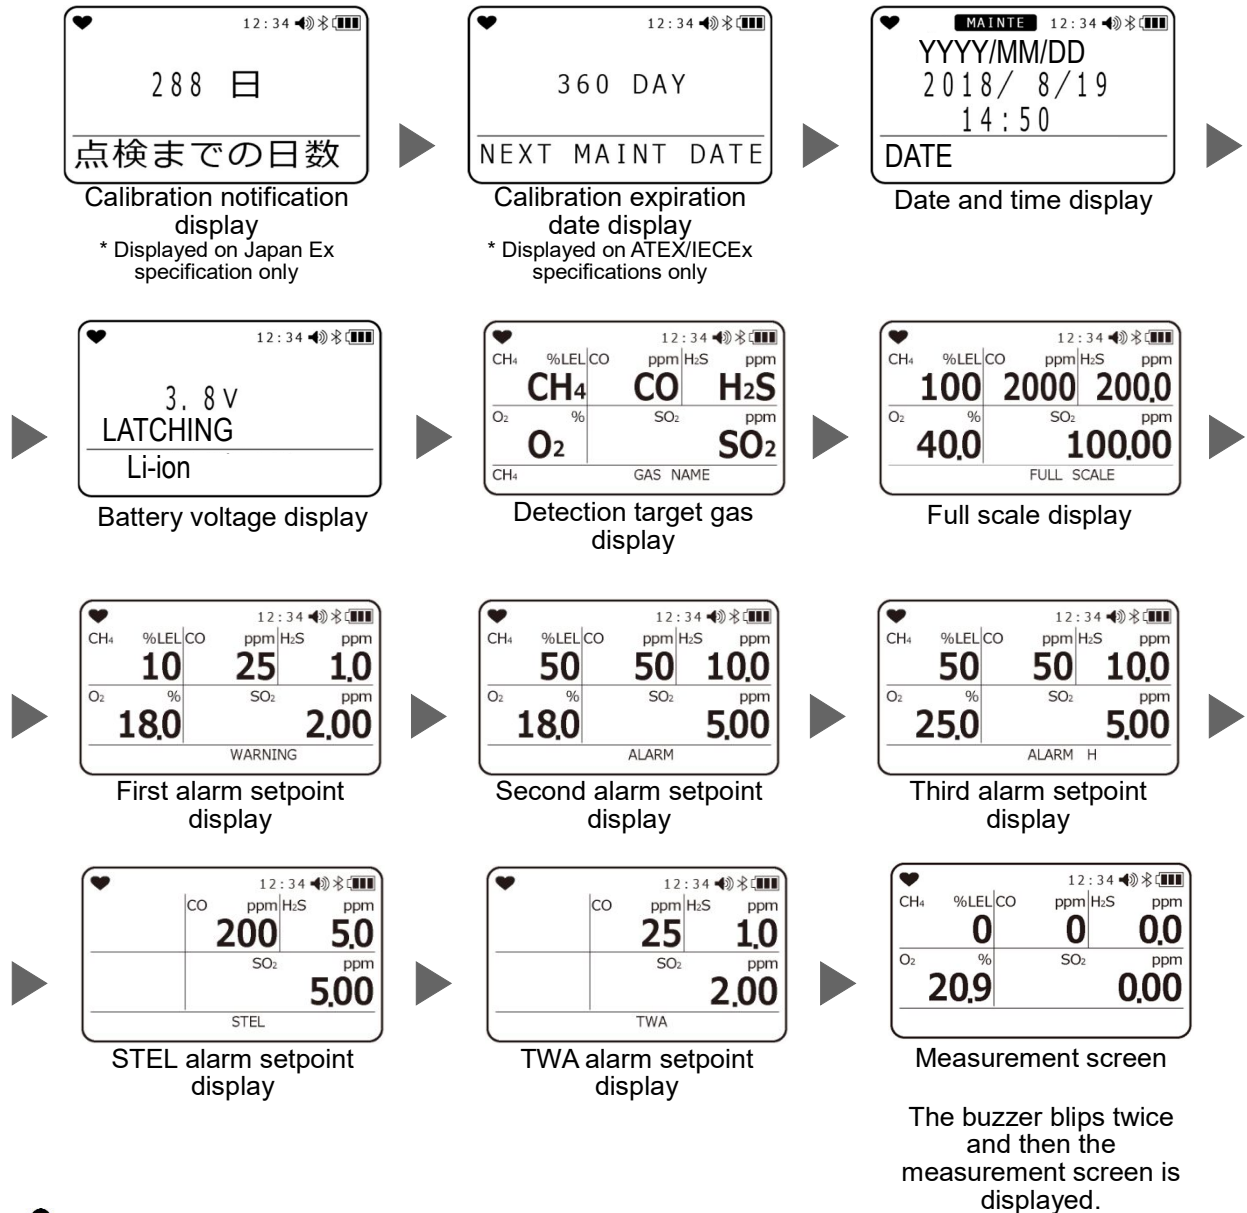 12:34
288 日
点検までの日数
Calibration notification
display
* Displayed on Japan Ex
specification only
12:34
360 DAY
NEXT MAINT DATE
Calibration expiration
date display
* Displayed on ATEX/IECEx
specifications only
MAINTE 12:34
YYYY/MM/DD
2018/ 8/19
14:50
DATE
Date and time display
12:34
3. 8V
LATCHING
Li-ion
Battery voltage display
12:34
CH4 %LEL CO ppm H2S ppm
CH4 CO H2S
O2 % SO2 ppm
O2 SO2
CH4 GAS NAME
Detection target gas
display
12:34
CH4 %LEL CO ppm H2S ppm
100 2000 200.0
O2 % SO2 ppm
40.0 100.00
FULL SCALE
Full scale display
12:34
CH4 %LEL CO ppm H2S ppm
10 25 1.0
O2 % SO2 ppm
18.0 2.00
WARNING
First alarm setpoint
display
12:34
CH4 %LEL CO ppm H2S ppm
50 50 10.0
O2 % SO2 ppm
18.0 5.00
ALARM
Second alarm setpoint
display
12:34
CH4 %LEL CO ppm H2S ppm
50 50 10.0
O2 % SO2 ppm
25.0 5.00
ALARM H
Third alarm setpoint
display
12:34
CO ppm H2S ppm
200 5.0
SO2 ppm
5.00
STEL
STEL alarm setpoint
display
12:34
CO ppm H2S ppm
25 1.0
SO2 ppm
2.00
TWA
TWA alarm setpoint
display
12:34
CH4 %LEL CO ppm H2S ppm
0 0 0.0
O2 % SO2 ppm
20.9 0.00
Measurement screen
The buzzer blips twice
and then the
measurement screen is
displayed.